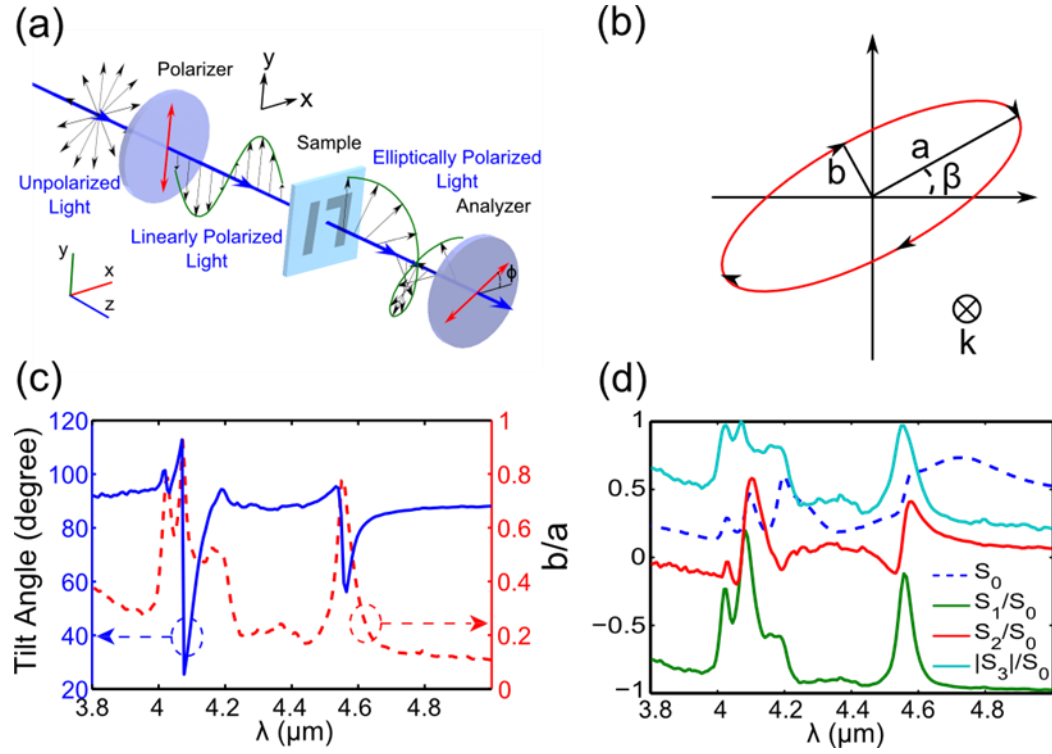 (a)
Polarizer
y
x
Sample
Elliptically Polarized
Light
Analyzer
Unpolarized
Light
Linearly Polarized
Light
ϕ
y
x
z
(b)
a
b
β
k
(c)
120
100
80
60
40
20
Tilt Angle (degree)
1
0.8
0.6
0.4
0.2
0
b/a
3.8 4 4.2 4.4 4.6 4.8
λ (μm)
(d)
1
0.5
0
−0.5
−1
S0
S1/S0
S2/S0
|S3|/S0
3.8 4 4.2 4.4 4.6 4.8
λ (μm)